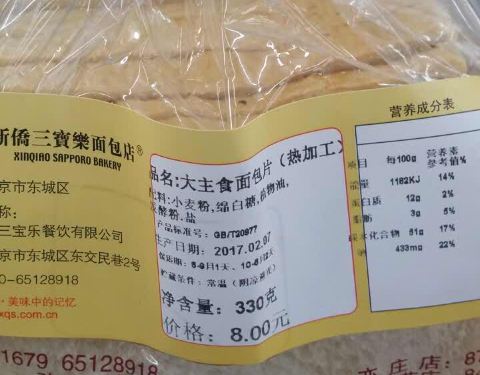 新僑三寶樂面包店®
XINQIAO SAPPORO BAKERY
京市东城区
称:
三宝乐餐饮有限公司
京市东城区东交民巷2号
0-65128918
·美味中的记忆
xqs.com.cn
品名:大主食面包片(热加工)
配料:小麦粉,绵白糖,植物油,
发酵粉,盐
产品标准号:GB/T20977
生产日期:2017.02.07
保质期:
贮藏条件:常温
净含量: 330克
价格: 8.00元
营养成分表
项目 每100g 营养素参考值%
能量 1182KJ 14%
蛋白质 12g 2%
脂肪 3g 5%
碳水化合物 51g 17%
钠 433mg 22%
1679 65128918
庄店: